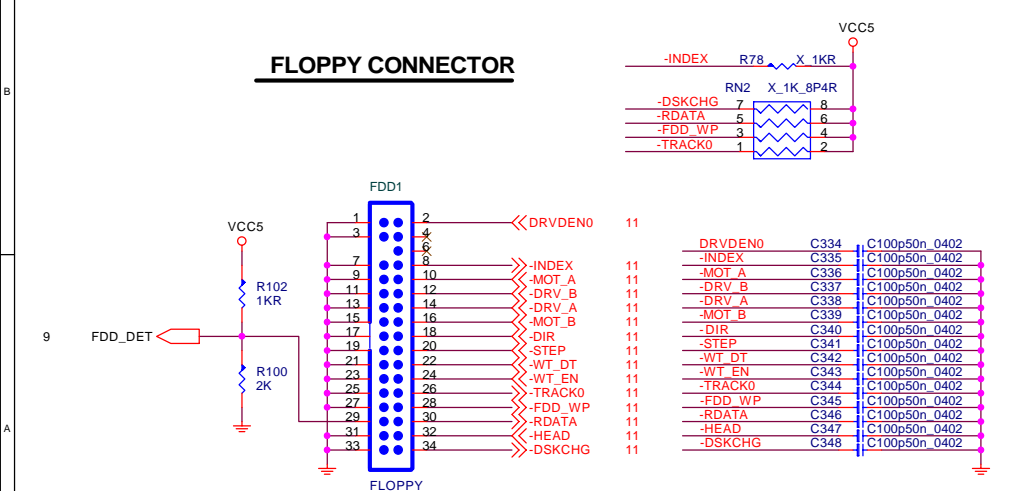 VCC5
FLOPPY CONNECTOR
-INDEX R78 X_1KR
RN2 X_1K_8P4R
-DSKCHG 7 8
-RDATA 5 6
-FDD_WP 3 4
-TRACK0 1 2
B
FDD1
VCC5
1 2 DRVDEN0 11
3 4
6
7 8 -INDEX 11
9 10 -MOT_A 11
11 12 -DRV_B 11
13 14 -DRV_A 11
15 16 -MOT_B 11
17 18 -DIR 11
19 20 -STEP 11
21 22 -WT_DT 11
23 24 -WT_EN 11
25 26 -TRACK0 11
27 28 -FDD_WP 11
29 30 -RDATA 11
31 32 -HEAD 11
33 34 -DSKCHG 11
FLOPPY
R102
1KR
9 FDD_DET
R100
2K
A
DRVDEN0 C334 C100p50n_0402
-INDEX C335 C100p50n_0402
-MOT_A C336 C100p50n_0402
-DRV_B C337 C100p50n_0402
-DRV_A C338 C100p50n_0402
-MOT_B C339 C100p50n_0402
-DIR C340 C100p50n_0402
-STEP C341 C100p50n_0402
-WT_DT C342 C100p50n_0402
-WT_EN C343 C100p50n_0402
-TRACK0 C344 C100p50n_0402
-FDD_WP C345 C100p50n_0402
-RDATA C346 C100p50n_0402
-HEAD C347 C100p50n_0402
-DSKCHG C348 C100p50n_0402